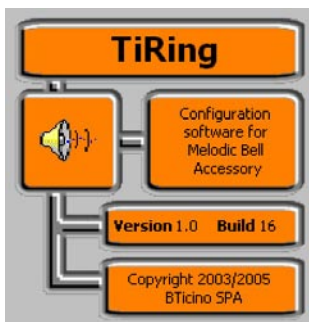 TiRing
Configuration
software for
Melodic Bell
Accessory
Version 1.0 Build 16
Copyright 2003/2005
BTicino SPA